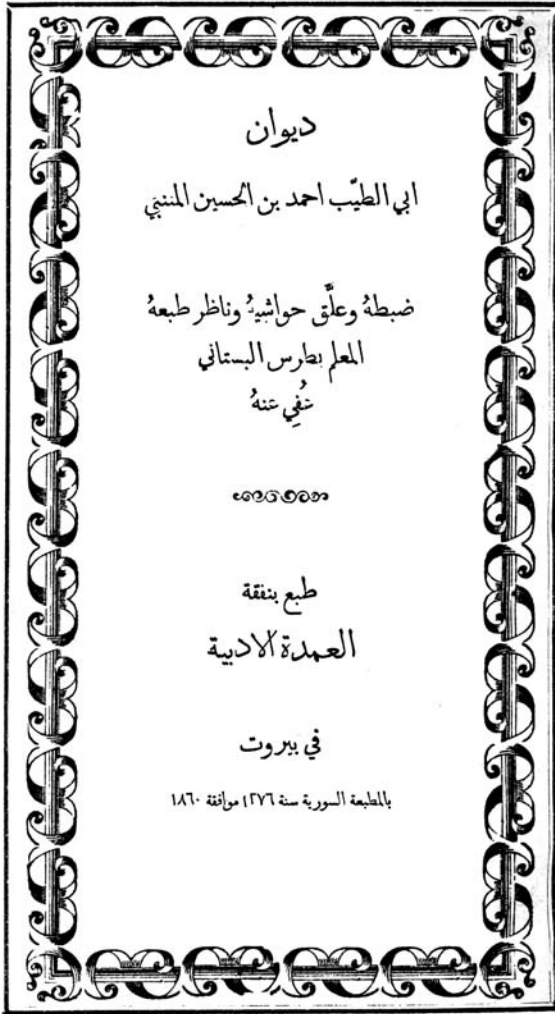 ديوان
ابي الطيّب احمد بن الحسين المتنبي
ضبطهُ وعلَّق حواشيهُ وناظر طبعهُ
المعلم بطرس البستاني
عُفِي عنهُ
طبع بنفقة
العمدة الادبية
في بيروت
بالمطبعة السورية سنة ١٢٧٦ موافقة ١٨٦٠